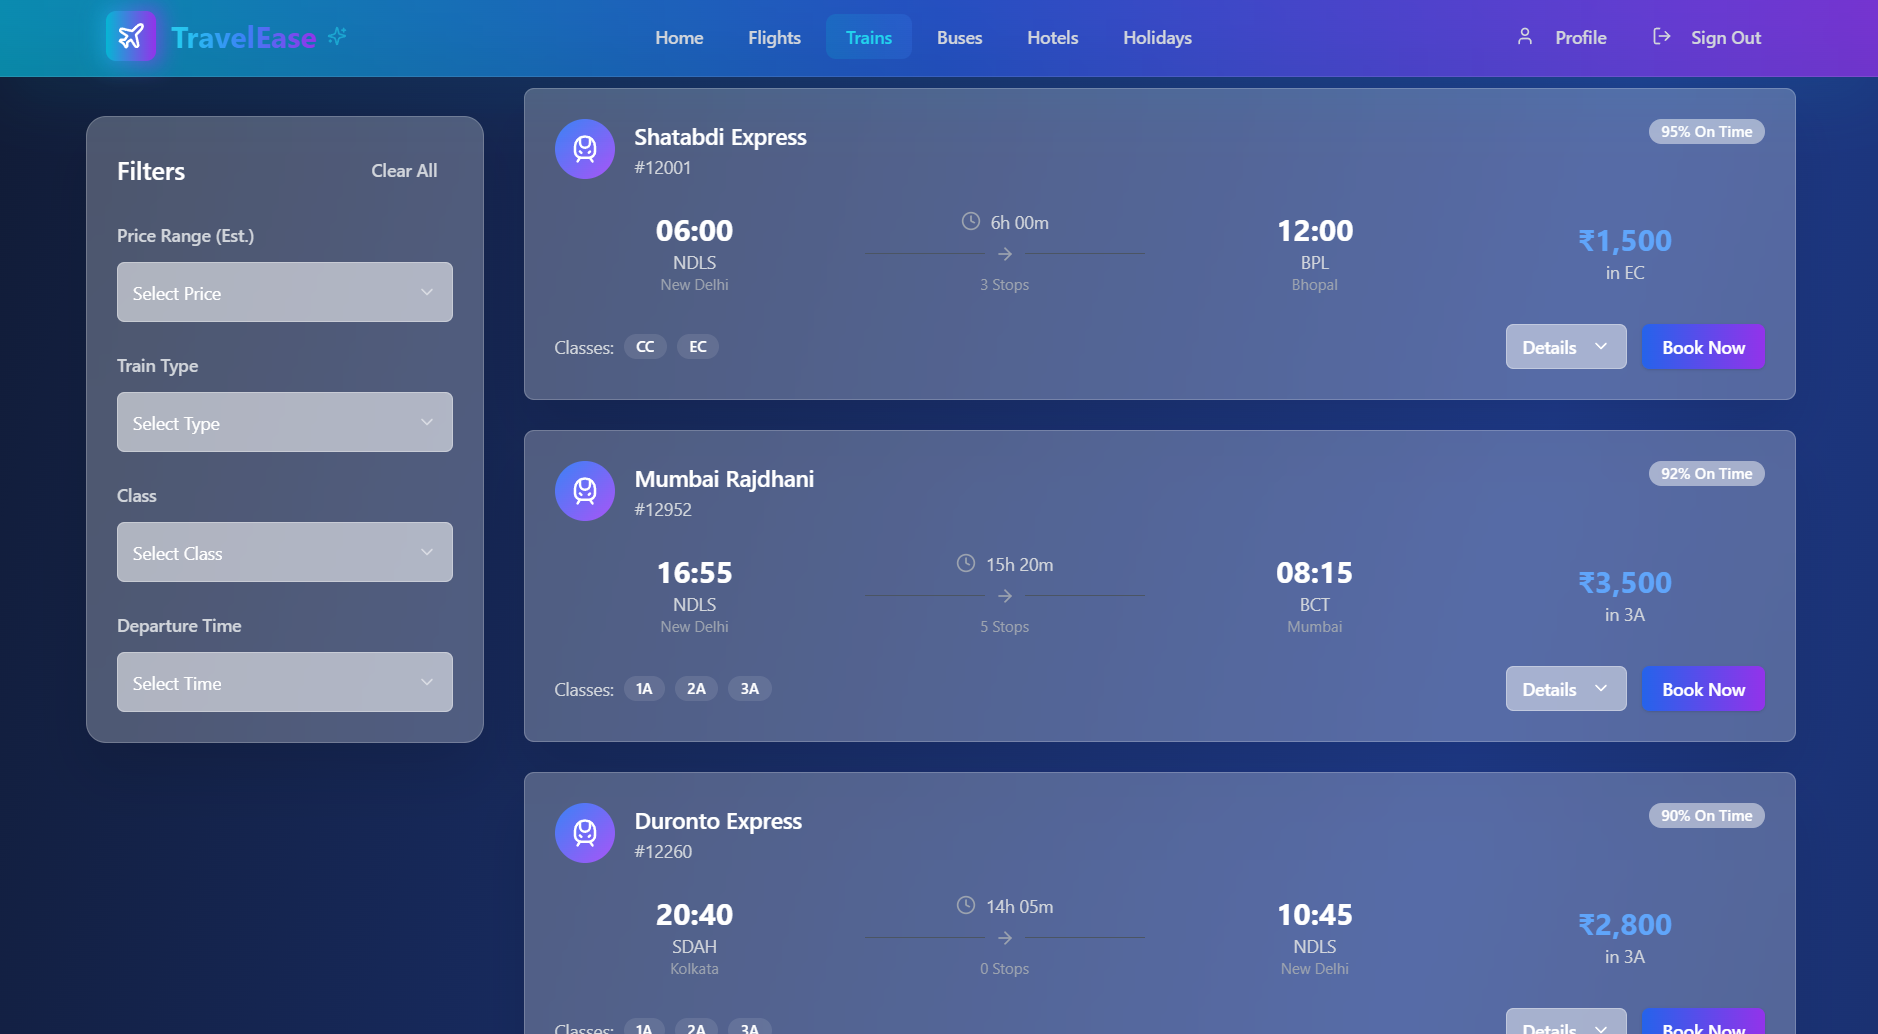 TravelEase
Home Flights Trains Buses Hotels Holidays
Profile Sign Out
Filters Clear All
Price Range (Est.)
Select Price
Train Type
Select Type
Class
Select Class
Departure Time
Select Time
Shatabdi Express
95% On Time
#12001
06:00
NDLS
New Delhi
6h 00m
3 Stops
12:00
BPL
Bhopal
₹1,500
in EC
Classes: CC EC
Details Book Now
Mumbai Rajdhani
92% On Time
#12952
16:55
NDLS
New Delhi
15h 20m
5 Stops
08:15
BCT
Mumbai
₹3,500
in 3A
Classes: 1A 2A 3A
Details Book Now
Duronto Express
90% On Time
#12260
20:40
SDAH
Kolkata
14h 05m
0 Stops
10:45
NDLS
New Delhi
₹2,800
in 3A
Classes: 1A 2A 3A
Details Book Now